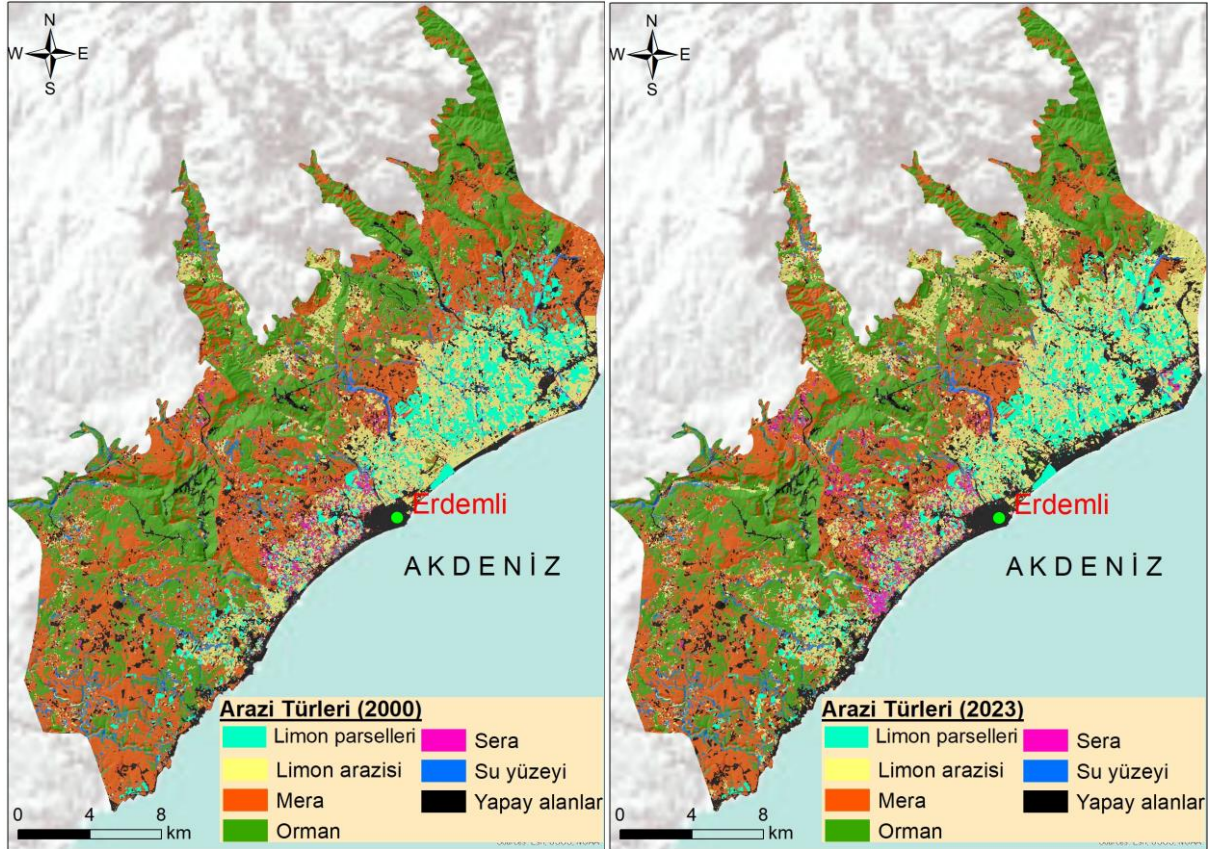 N
W E
S
Erdemli
AKDENİZ
Arazi Türleri (2000)
Limon parselleri
Limon arazisi
Mera
Orman
Sera
Su yüzeyi
Yapay alanlar
0 4 8
km
N
W E
S
Erdemli
AKDENİZ
Arazi Türleri (2023)
Limon parselleri
Limon arazisi
Mera
Orman
Sera
Su yüzeyi
Yapay alanlar
0 4 8
km